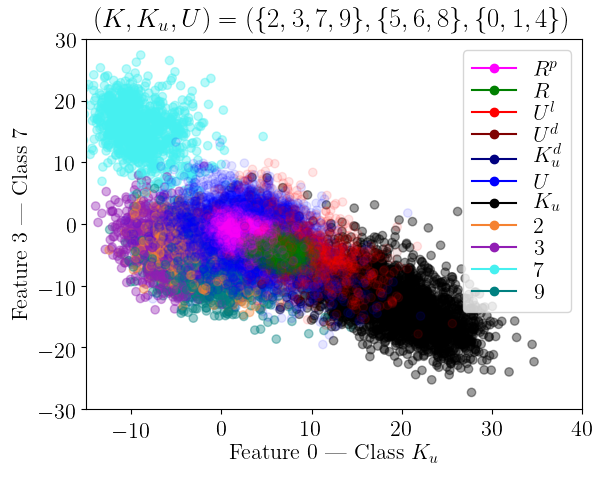 (K, K_u, U) = ({2, 3, 7, 9}, {5, 6, 8}, {0, 1, 4})
30
20
10
0
−10
−20
−30
Feature 3 — Class 7
R^p
R
U^l
U^d
K_u^d
U
K_u
2
3
7
9
−10
0
10
20
30
40
Feature 0 — Class K_u